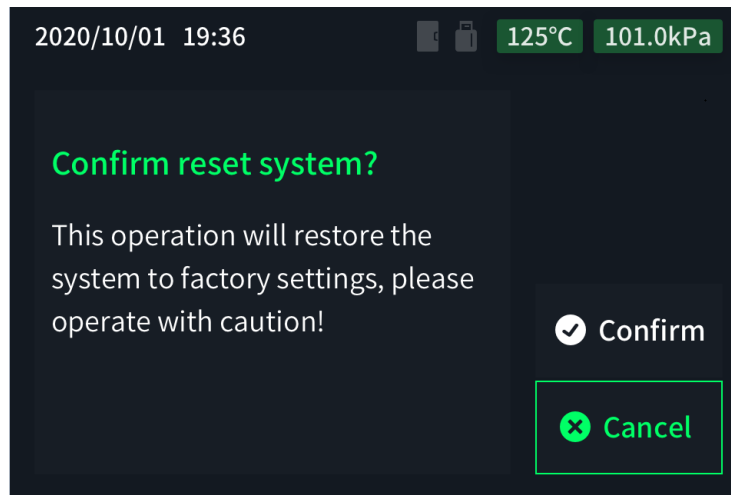 2020/10/01 19:36 125°C 101.0kPa
Confirm reset system?
This operation will restore the
system to factory settings, please
operate with caution!
Confirm
Cancel